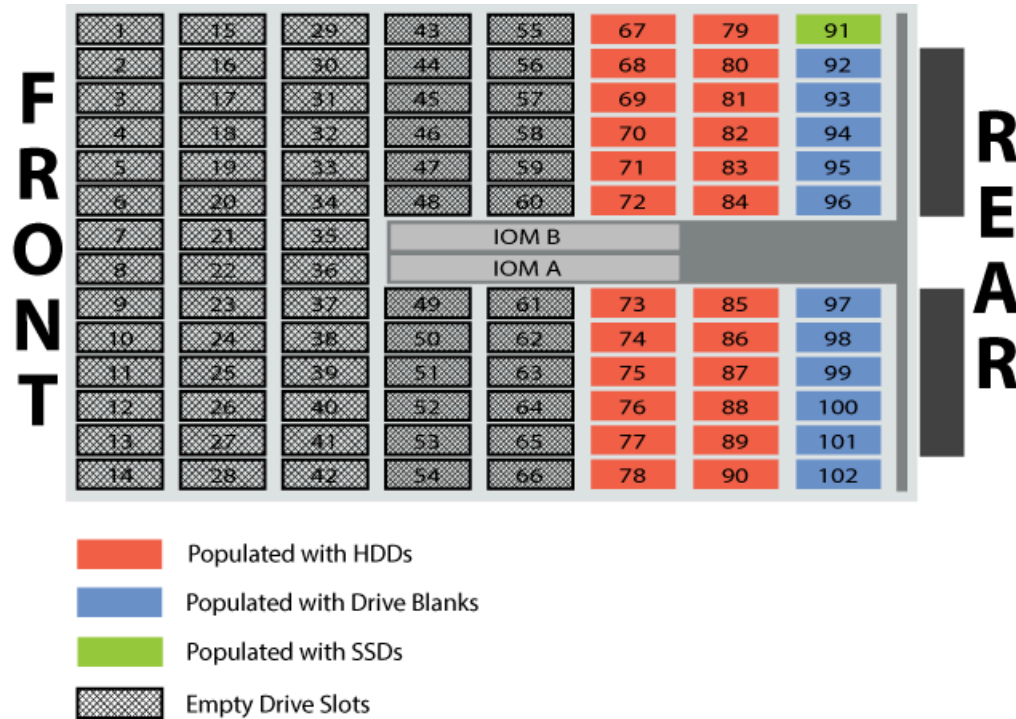 FRONT
REAR
1 15 29 43 55 67 79 91
2 16 30 44 56 68 80 92
3 17 31 45 57 69 81 93
4 18 32 46 58 70 82 94
5 19 33 47 59 71 83 95
6 20 34 48 60 72 84 96
7 21 35 IOM B
8 22 36 IOM A
9 23 37 49 61 73 85 97
10 24 38 50 62 74 86 98
11 25 39 51 63 75 87 99
12 26 40 52 64 76 88 100
13 27 41 53 65 77 89 101
14 28 42 54 66 78 90 102
Populated with HDDs
Populated with Drive Blanks
Populated with SSDs
Empty Drive Slots